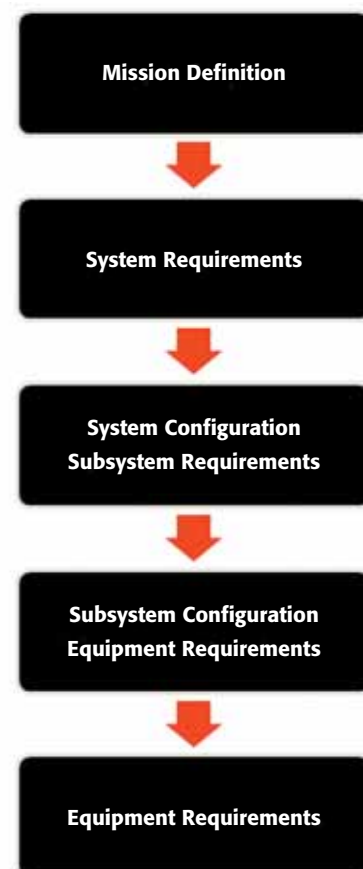 Mission Definition
System Requirements
System Configuration
Subsystem Requirements
Subsystem Configuration
Equipment Requirements
Equipment Requirements